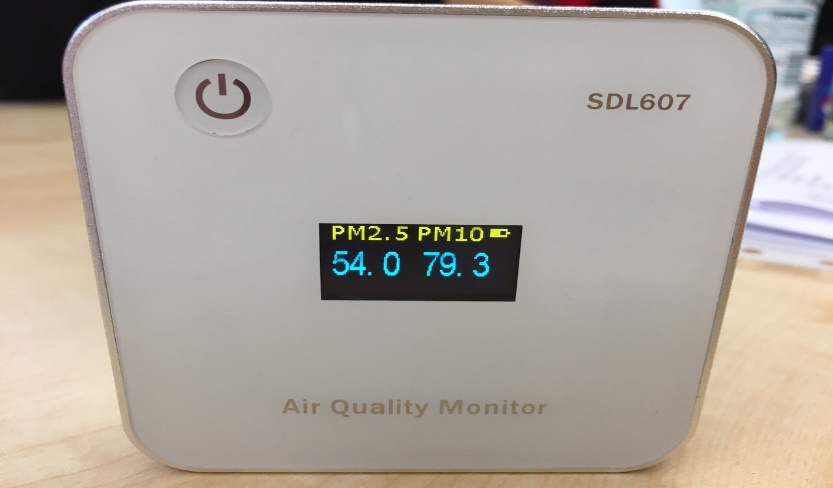 SDL607
PM2.5 PM10
54.0 79.3
Air Quality Monitor